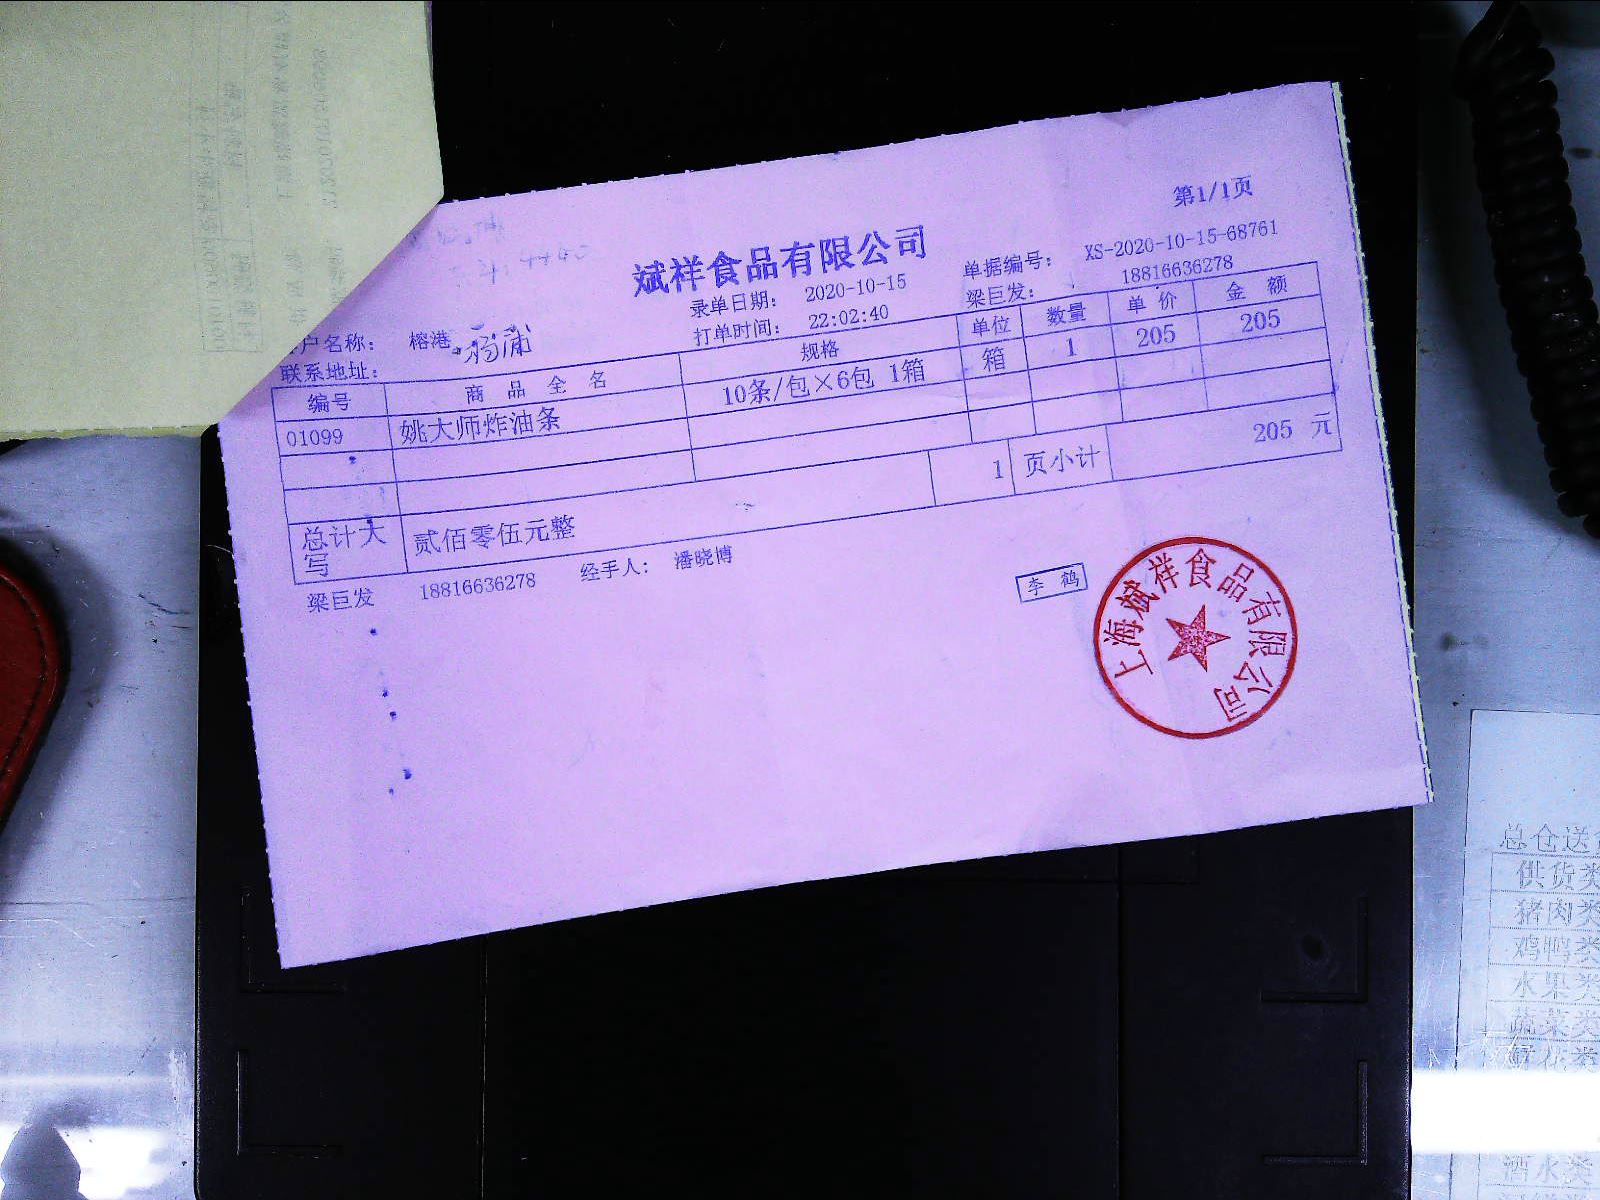 第1/1页
斌祥食品有限公司
录单日期： 2020-10-15 单据编号： XS-2020-10-15-68761
户名称： 榕港 打单时间： 22:02:40 梁巨发： 18816636278
联系地址：
编号 商品全名 规格 单位 数量 单价 金额
01099 姚大师炸油条 10条/包×6包 1箱 箱 1 205 205
1 页小计 205 元
总计大写 贰佰零伍元整
梁巨发 18816636278 经手人： 潘晓博
李鹤
上海斌祥食品有限公司
总仓送
供货类
猪肉类
鸡鸭类
水果类
蔬菜类
酒水类